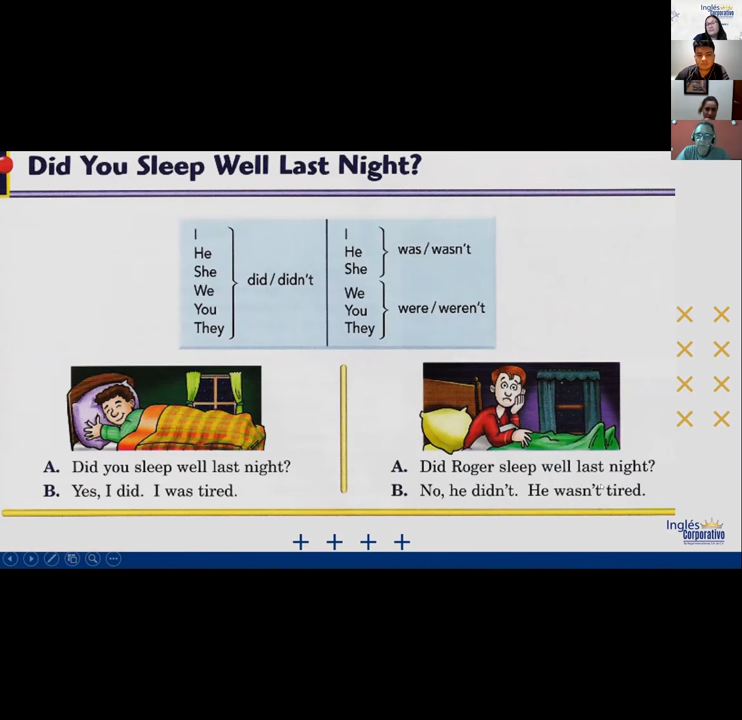 Inglés
Corporativo
Did You Sleep Well Last Night?
I
He
She
We
You
They
did / didn't
I
He
She
was / wasn't
We
You
They
were / weren't
A. Did you sleep well last night?
B. Yes, I did. I was tired.
A. Did Roger sleep well last night?
B. No, he didn't. He wasn't tired.
Inglés
Corporativo